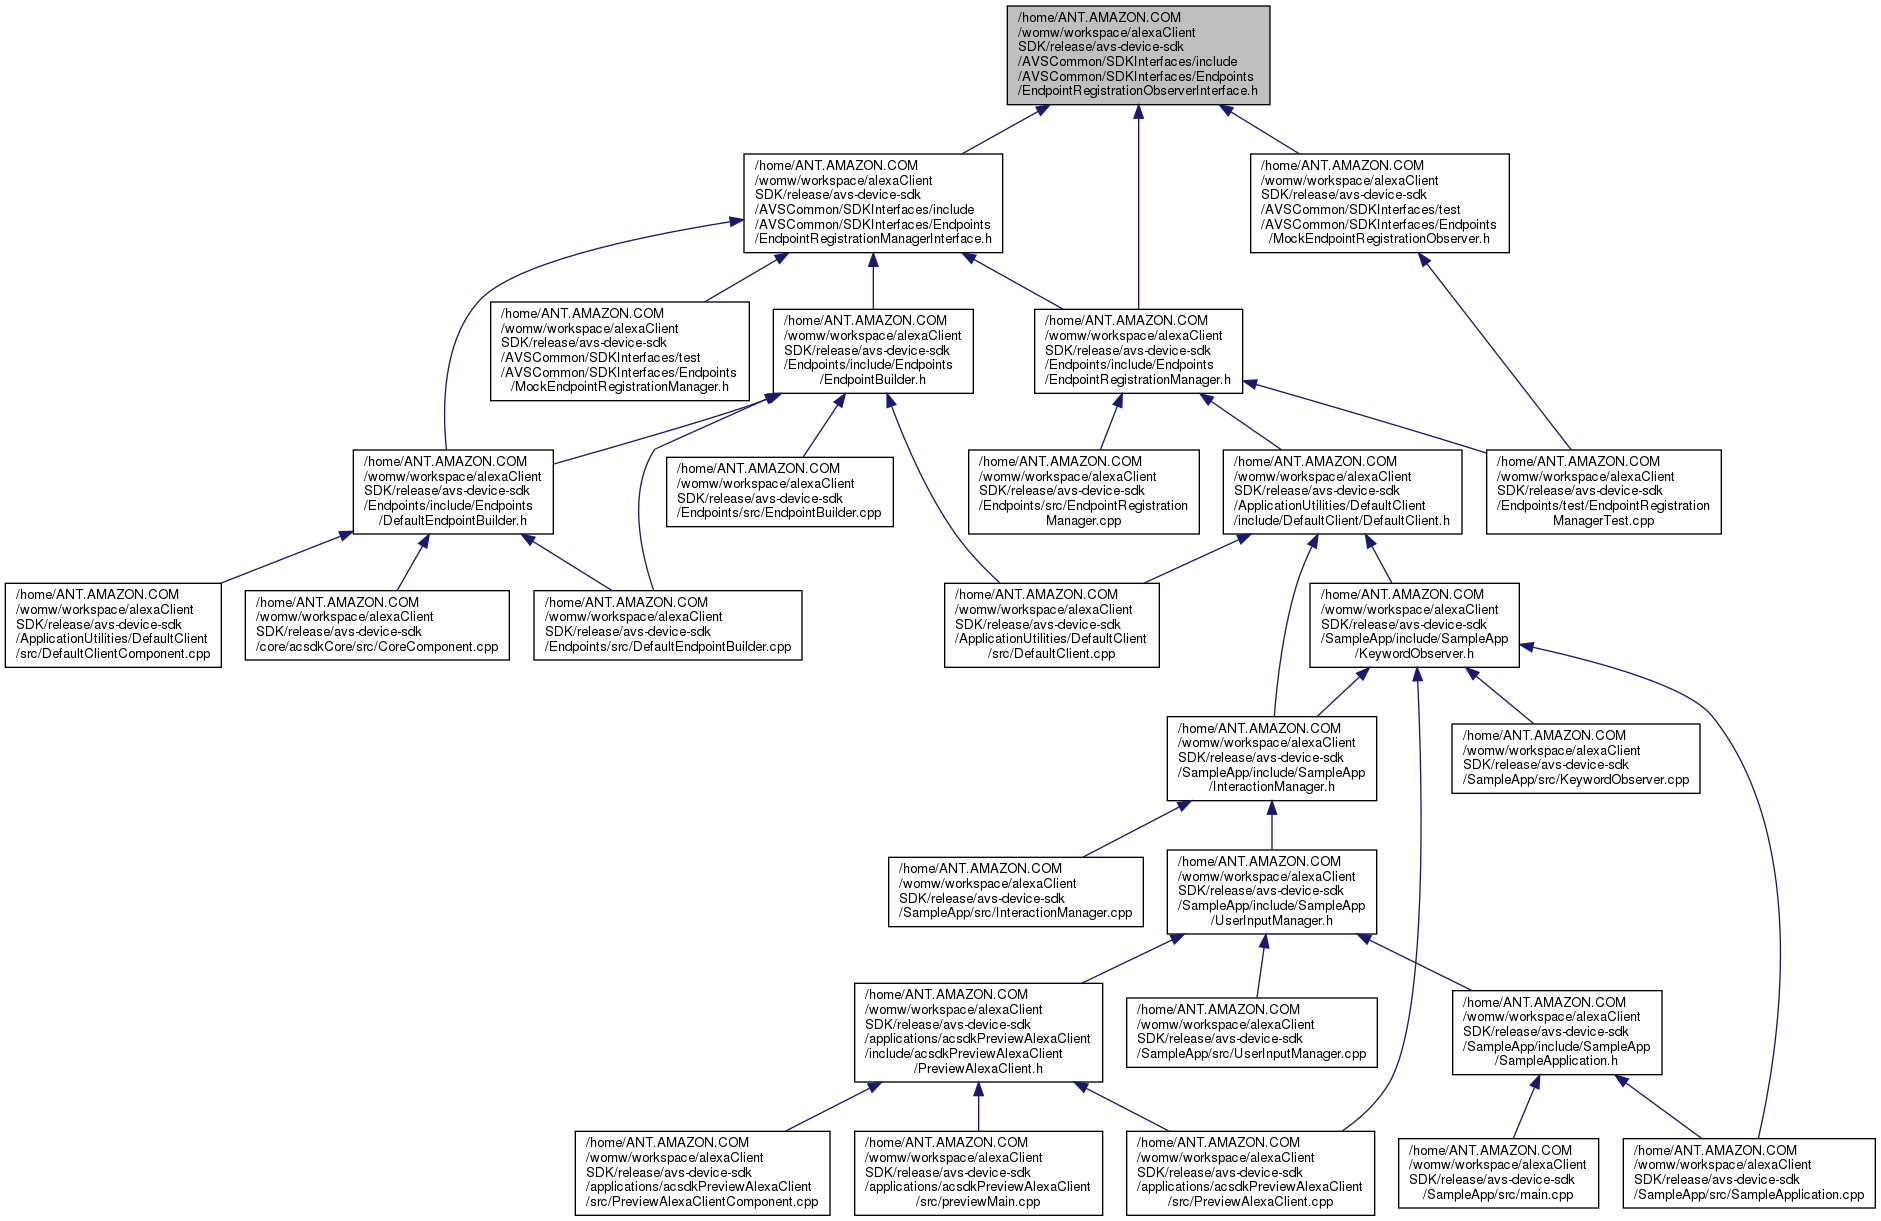 /home/ANT.AMAZON.COM
/womw/workspace/alexaClient
SDK/release/avs-device-sdk
/AVSCommon/SDKInterfaces/include
/AVSCommon/SDKInterfaces/Endpoints
/EndpointRegistrationObserverInterface.h
/home/ANT.AMAZON.COM
/womw/workspace/alexaClient
SDK/release/avs-device-sdk
/AVSCommon/SDKInterfaces/include
/AVSCommon/SDKInterfaces/Endpoints
/EndpointRegistrationManagerInterface.h
/home/ANT.AMAZON.COM
/womw/workspace/alexaClient
SDK/release/avs-device-sdk
/AVSCommon/SDKInterfaces/test
/AVSCommon/SDKInterfaces/Endpoints
/MockEndpointRegistrationObserver.h
/home/ANT.AMAZON.COM
/womw/workspace/alexaClient
SDK/release/avs-device-sdk
/AVSCommon/SDKInterfaces/test
/AVSCommon/SDKInterfaces/Endpoints
/MockEndpointRegistrationManager.h
/home/ANT.AMAZON.COM
/womw/workspace/alexaClient
SDK/release/avs-device-sdk
/Endpoints/include/Endpoints
/EndpointBuilder.h
/home/ANT.AMAZON.COM
/womw/workspace/alexaClient
SDK/release/avs-device-sdk
/Endpoints/include/Endpoints
/EndpointRegistrationManager.h
/home/ANT.AMAZON.COM
/womw/workspace/alexaClient
SDK/release/avs-device-sdk
/Endpoints/include/Endpoints
/DefaultEndpointBuilder.h
/home/ANT.AMAZON.COM
/womw/workspace/alexaClient
SDK/release/avs-device-sdk
/Endpoints/src/EndpointBuilder.cpp
/home/ANT.AMAZON.COM
/womw/workspace/alexaClient
SDK/release/avs-device-sdk
/Endpoints/src/EndpointRegistration
Manager.cpp
/home/ANT.AMAZON.COM
/womw/workspace/alexaClient
SDK/release/avs-device-sdk
/ApplicationUtilities/DefaultClient
/include/DefaultClient/DefaultClient.h
/home/ANT.AMAZON.COM
/womw/workspace/alexaClient
SDK/release/avs-device-sdk
/Endpoints/test/EndpointRegistration
ManagerTest.cpp
/home/ANT.AMAZON.COM
/womw/workspace/alexaClient
SDK/release/avs-device-sdk
/ApplicationUtilities/DefaultClient
/src/DefaultClientComponent.cpp
/home/ANT.AMAZON.COM
/womw/workspace/alexaClient
SDK/release/avs-device-sdk
/core/acsdkCore/src/CoreComponent.cpp
/home/ANT.AMAZON.COM
/womw/workspace/alexaClient
SDK/release/avs-device-sdk
/Endpoints/src/DefaultEndpointBuilder.cpp
/home/ANT.AMAZON.COM
/womw/workspace/alexaClient
SDK/release/avs-device-sdk
/ApplicationUtilities/DefaultClient
/src/DefaultClient.cpp
/home/ANT.AMAZON.COM
/womw/workspace/alexaClient
SDK/release/avs-device-sdk
/SampleApp/include/SampleApp
/KeywordObserver.h
/home/ANT.AMAZON.COM
/womw/workspace/alexaClient
SDK/release/avs-device-sdk
/SampleApp/include/SampleApp
/InteractionManager.h
/home/ANT.AMAZON.COM
/womw/workspace/alexaClient
SDK/release/avs-device-sdk
/SampleApp/src/KeywordObserver.cpp
/home/ANT.AMAZON.COM
/womw/workspace/alexaClient
SDK/release/avs-device-sdk
/SampleApp/src/InteractionManager.cpp
/home/ANT.AMAZON.COM
/womw/workspace/alexaClient
SDK/release/avs-device-sdk
/SampleApp/include/SampleApp
/UserInputManager.h
/home/ANT.AMAZON.COM
/womw/workspace/alexaClient
SDK/release/avs-device-sdk
/applications/acsdkPreviewAlexaClient
/include/acsdkPreviewAlexaClient
/PreviewAlexaClient.h
/home/ANT.AMAZON.COM
/womw/workspace/alexaClient
SDK/release/avs-device-sdk
/SampleApp/src/UserInputManager.cpp
/home/ANT.AMAZON.COM
/womw/workspace/alexaClient
SDK/release/avs-device-sdk
/SampleApp/include/SampleApp
/SampleApplication.h
/home/ANT.AMAZON.COM
/womw/workspace/alexaClient
SDK/release/avs-device-sdk
/applications/acsdkPreviewAlexaClient
/src/PreviewAlexaClientComponent.cpp
/home/ANT.AMAZON.COM
/womw/workspace/alexaClient
SDK/release/avs-device-sdk
/applications/acsdkPreviewAlexaClient
/src/previewMain.cpp
/home/ANT.AMAZON.COM
/womw/workspace/alexaClient
SDK/release/avs-device-sdk
/applications/acsdkPreviewAlexaClient
/src/PreviewAlexaClient.cpp
/home/ANT.AMAZON.COM
/womw/workspace/alexaClient
SDK/release/avs-device-sdk
/SampleApp/src/main.cpp
/home/ANT.AMAZON.COM
/womw/workspace/alexaClient
SDK/release/avs-device-sdk
/SampleApp/src/SampleApplication.cpp